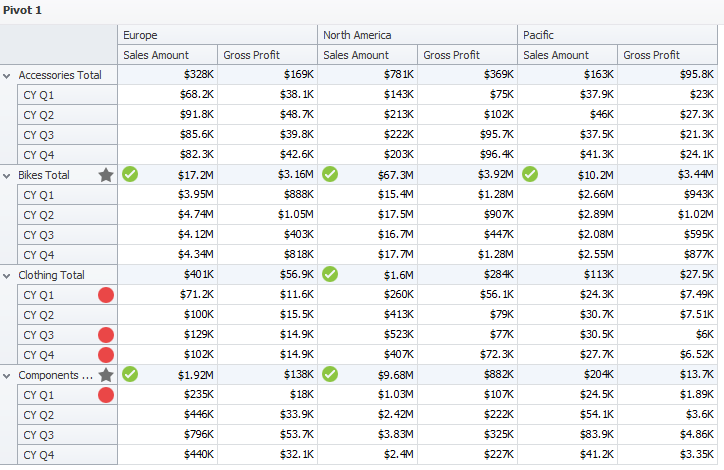 Pivot 1
Europe North America Pacific
Sales Amount Gross Profit Sales Amount Gross Profit Sales Amount Gross Profit
Accessories Total $328K $169K $781K $369K $163K $95.8K
CY Q1 $68.2K $38.1K $143K $75K $37.9K $23K
CY Q2 $91.8K $48.7K $213K $102K $46K $27.3K
CY Q3 $85.6K $39.8K $222K $95.7K $37.5K $21.3K
CY Q4 $82.3K $42.6K $203K $96.4K $41.3K $24.1K
Bikes Total $17.2M $3.16M $67.3M $3.92M $10.2M $3.44M
CY Q1 $3.95M $888K $15.4M $1.28M $2.66M $943K
CY Q2 $4.74M $1.05M $17.5M $907K $2.89M $1.02M
CY Q3 $4.12M $403K $16.7M $447K $2.08M $595K
CY Q4 $4.34M $818K $17.7M $1.28M $2.55M $877K
Clothing Total $401K $56.9K $1.6M $284K $113K $27.5K
CY Q1 $71.2K $11.6K $260K $56.1K $24.3K $7.49K
CY Q2 $100K $15.5K $413K $79K $30.7K $7.51K
CY Q3 $129K $14.9K $523K $77K $30.5K $6K
CY Q4 $102K $14.9K $407K $72.3K $27.7K $6.52K
Components ... $1.92M $138K $9.68M $882K $204K $13.7K
CY Q1 $235K $18K $1.03M $107K $24.5K $1.89K
CY Q2 $446K $33.9K $2.42M $222K $54.1K $3.6K
CY Q3 $796K $53.7K $3.83M $325K $83.9K $4.86K
CY Q4 $440K $32.1K $2.4M $227K $41.2K $3.35K